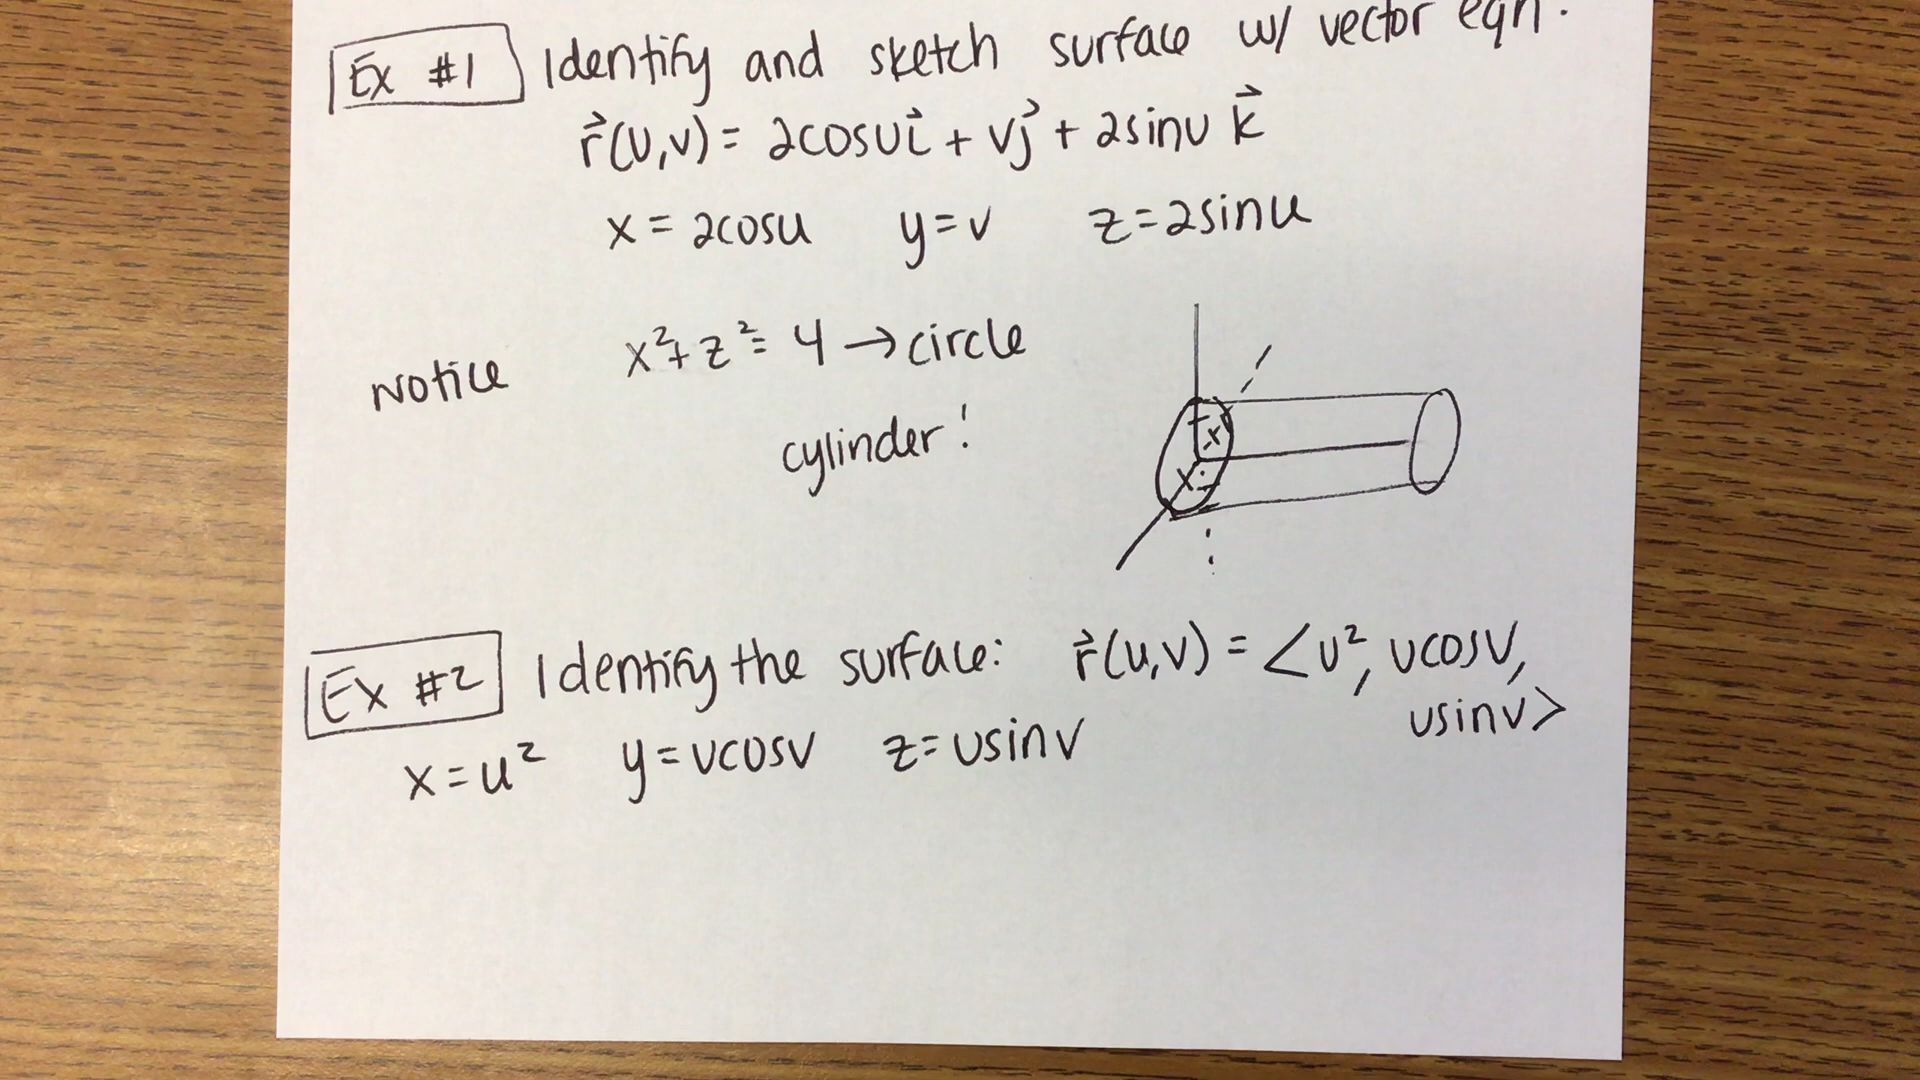 Ex #1 Identify and sketch surface w/ vector eqn.
r⃗(u,v) = 2cosu i⃗ + v j⃗ + 2sinu k⃗
x = 2cosu y = v z = 2sinu
Notice x² + z² = 4 → circle
cylinder!
Ex #2 Identify the surface: r⃗(u,v) = <u², ucosv,
usinv>
x = u² y = ucosv z = usinv